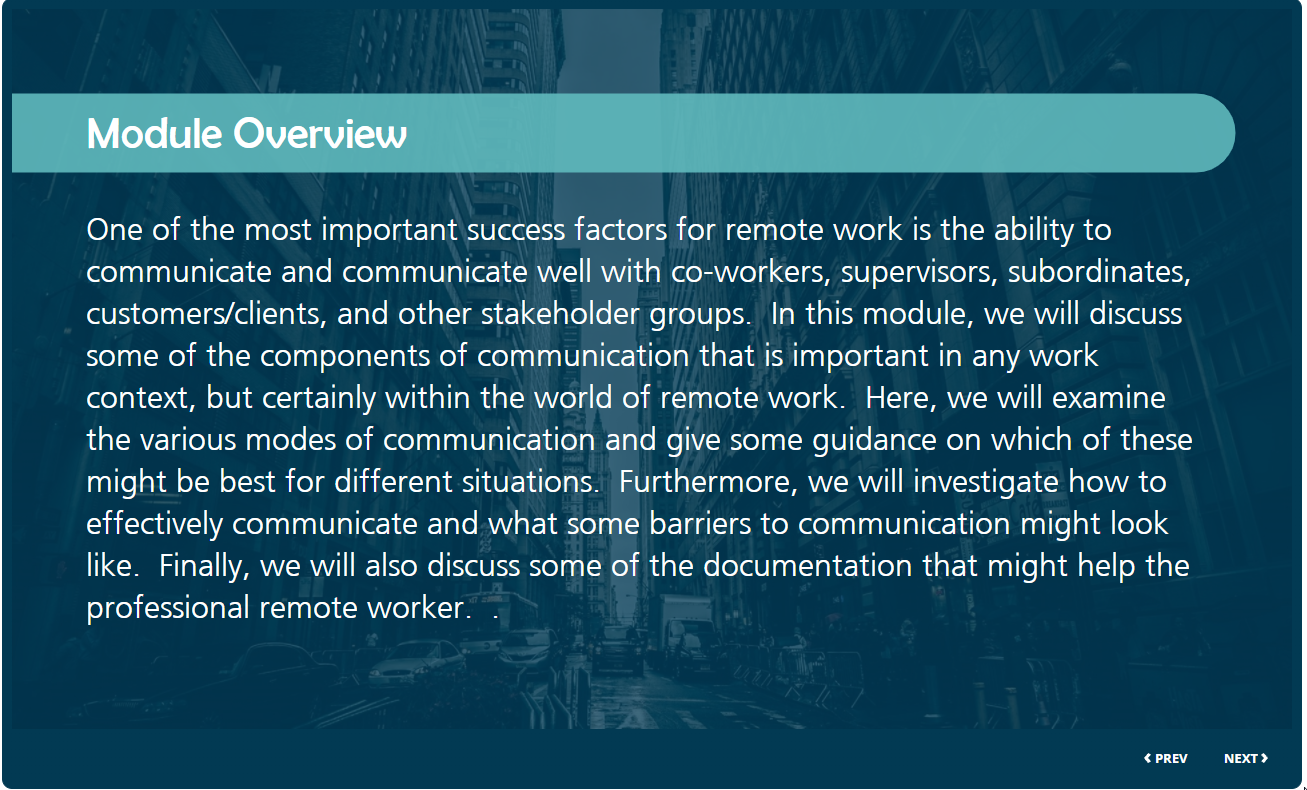 Module Overview
One of the most important success factors for remote work is the ability to
communicate and communicate well with co-workers, supervisors, subordinates,
customers/clients, and other stakeholder groups.  In this module, we will discuss
some of the components of communication that is important in any work
context, but certainly within the world of remote work.  Here, we will examine
the various modes of communication and give some guidance on which of these
might be best for different situations.  Furthermore, we will investigate how to
effectively communicate and what some barriers to communication might look
like.  Finally, we will also discuss some of the documentation that might help the
professional remote worker.  .
‹ PREV NEXT ›